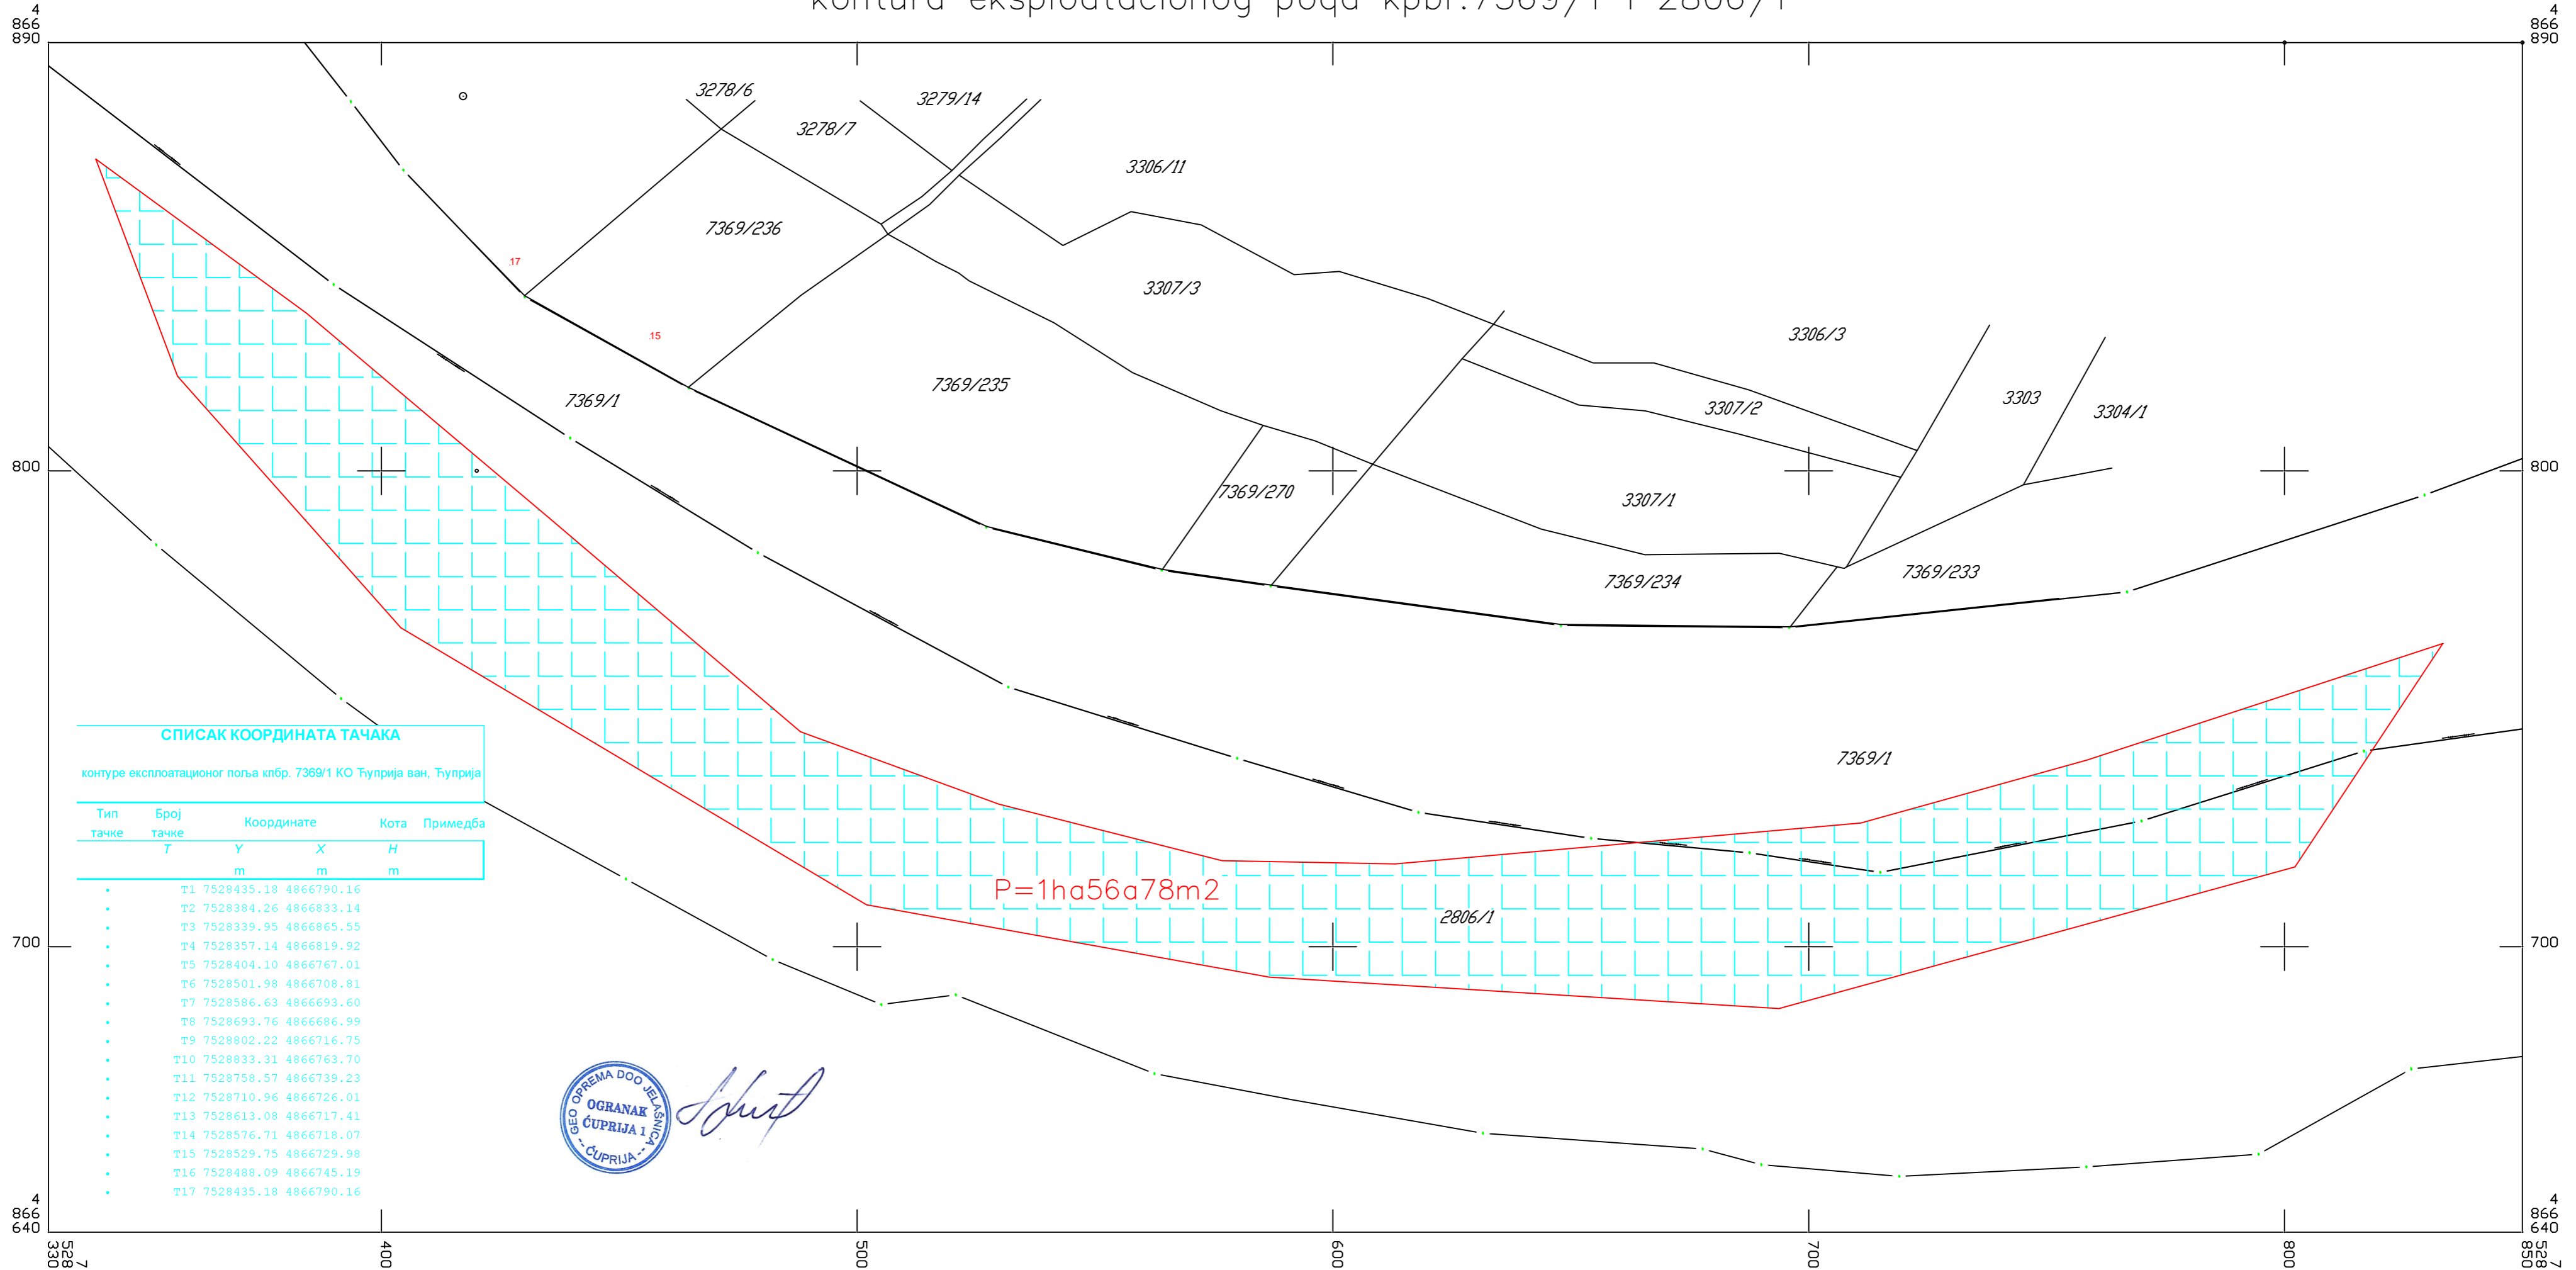 kontura eksploatacionog poqa kpbr.7369/1 i 2806/1
4
866
890
4
866
890
3278/6
3279/14
3278/7
3306/11
7369/236
.17
3307/3
.15
3306/3
7369/235
7369/1
3307/2
3303
3304/1
800
800
7369/270
3307/1
7369/234
7369/233
СПИСАК КООРДИНАТА ТАЧАКА
контуре експлоатационог поља кпбр. 7369/1 КО Ћуприја ван, Ћуприја
7369/1
Тип тачке Број тачке Координате Кота Примедба
T Y X H
m m m
T1 7528435.18 4866790.16
T2 7528384.26 4866833.14
T3 7528339.95 4866865.55
T4 7528357.14 4866819.92
T5 7528404.10 4866767.01
T6 7528501.98 4866708.81
T7 7528586.63 4866693.60
T8 7528693.76 4866686.99
T9 7528802.22 4866716.75
T10 7528833.31 4866763.70
T11 7528758.57 4866739.23
T12 7528710.96 4866726.01
T13 7528613.08 4866717.41
T14 7528576.71 4866718.07
T15 7528529.75 4866729.98
T16 7528488.09 4866745.19
T17 7528435.18 4866790.16
P=1ha56a78m2
2806/1
700
700
GEO OPREMA DOO JELAŠNICA
OGRANAK
ĆUPRIJA 1
-- ĆUPRIJA --
4
866
640
4
866
640
7
528
330
400
500
600
700
800
7
528
850